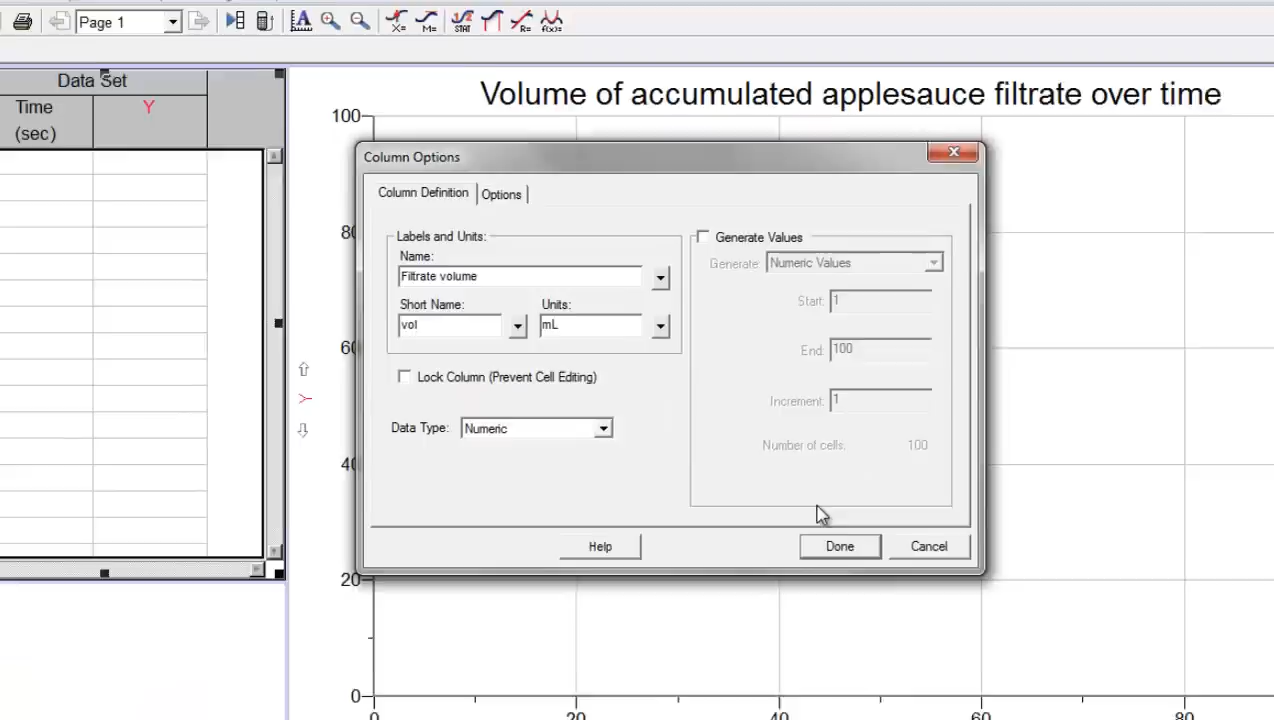 Page 1
A
X=
M=
STAT
R=
f(x)=
Data Set
Time
(sec)
Y
Volume of accumulated applesauce filtrate over time
100
80
60
40
20
0
Y
0
20
40
60
80
Column Options
Column Definition
Options
Labels and Units:
Name:
Filtrate volume
Short Name:
Units:
vol
mL
Lock Column (Prevent Cell Editing)
Data Type:
Numeric
Generate Values
Generate:
Numeric Values
Start:
1
End:
100
Increment:
1
Number of cells:
100
Help
Done
Cancel